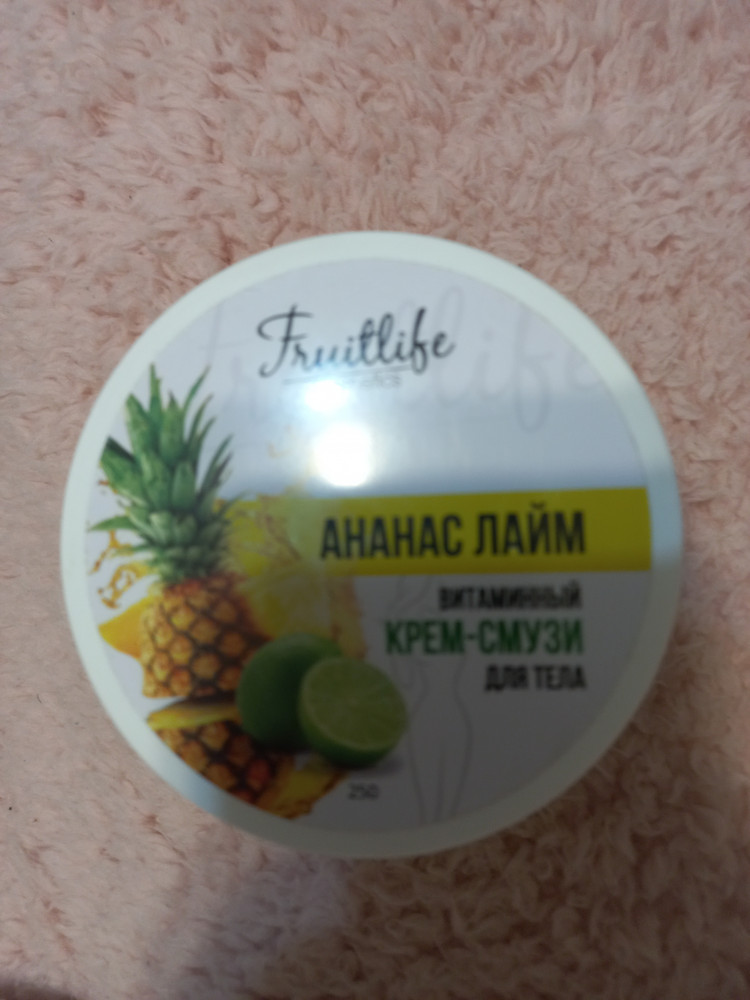 Fruitlife
АНАНАС ЛАЙМ
ВИТАМИННЫЙ
КРЕМ-СМУЗИ
ДЛЯ ТЕЛА
250